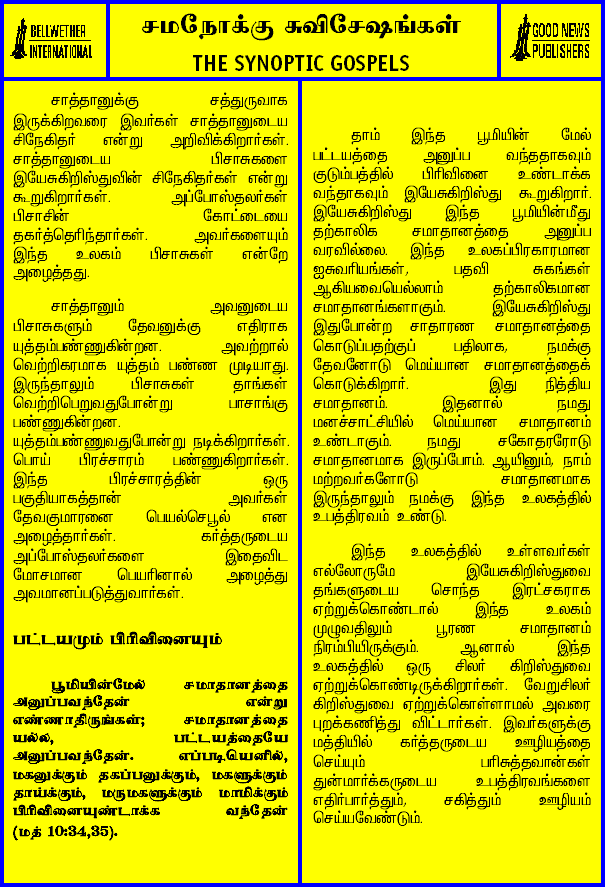 BELLWETHER
INTERNATIONAL
சமநோக்கு சுவிசேஷங்கள்
THE SYNOPTIC GOSPELS
GOOD NEWS
PUBLISHERS
சாத்தானுக்கு சத்துருவாக
இருக்கிறவரை இவர்கள் சாத்தானுடைய
சிநேகிதர் என்று அறிவிக்கிறார்கள்.
சாத்தானுடைய பிசாசுகளை
இயேசுகிறிஸ்துவின் சிநேகிதர்கள் என்று
கூறுகிறார்கள். அப்போஸ்தலர்கள்
பிசாசின் கோட்டையை
தகர்த்தெரிந்தார்கள். அவர்களையும்
இந்த உலகம் பிசாசுகள் என்றே
அழைத்தது.
சாத்தானும் அவனுடைய
பிசாசுகளும் தேவனுக்கு எதிராக
யுத்தம்பண்ணுகின்றன. அவற்றால்
வெற்றிகரமாக யுத்தம் பண்ண முடியாது.
இருந்தாலும் பிசாசுகள் தாங்கள்
வெற்றிபெறுவதுபோன்று பாசாங்கு
பண்ணுகின்றன.
யுத்தம்பண்ணுவதுபோன்று நடிக்கிறார்கள்.
பொய் பிரச்சாரம் பண்ணுகிறார்கள்.
இந்த பிரச்சாரத்தின் ஒரு
பகுதியாகத்தான் அவர்கள்
தேவகுமாரனை பெயல்செபூல் என
அழைத்தார்கள். கர்த்தருடைய
அப்போஸ்தலர்களை இதைவிட
மோசமான பெயரினால் அழைத்து
அவமானப்படுத்துவார்கள்.
பட்டயமும் பிரிவினையும்
பூமியின்மேல் சமாதானத்தை
அனுப்பவந்தேன் என்று
எண்ணாதிருங்கள்; சமாதானத்தை
யல்ல, பட்டயத்தையே
அனுப்பவந்தேன். எப்படியெனில்,
மகனுக்கும் தகப்பனுக்கும், மகளுக்கும்
தாய்க்கும், மருமகளுக்கும் மாமிக்கும்
பிரிவினையுண்டாக்க வந்தேன்
(மத் 10:34,35).
தாம் இந்த பூமியின் மேல்
பட்டயத்தை அனுப்ப வந்ததாகவும்
குடும்பத்தில் பிரிவினை உண்டாக்க
வந்தாகவும் இயேசுகிறிஸ்து கூறுகிறார்.
இயேசுகிறிஸ்து இந்த பூமியின்மீது
தற்காலிக சமாதானத்தை அனுப்ப
வரவில்லை. இந்த உலகப்பிரகாரமான
ஐசுவரியங்கள், பதவி சுகங்கள்
ஆகியவையெல்லாம் தற்காலிகமான
சமாதானங்களாகும். இயேசுகிறிஸ்து
இதுபோன்ற சாதாரண சமாதானத்தை
கொடுப்பதற்குப் பதிலாக, நமக்கு
தேவனோடு மெய்யான சமாதானத்தைக்
கொடுக்கிறார். இது நித்திய
சமாதானம். இதனால் நமது
மனச்சாட்சியில் மெய்யான சமாதானம்
உண்டாகும். நமது சகோதரரோடு
சமாதானமாக இருப்போம். ஆயினும், நாம்
மற்றவர்களோடு சமாதானமாக
இருந்தாலும் நமக்கு இந்த உலகத்தில்
உபத்திரவம் உண்டு.
இந்த உலகத்தில் உள்ளவர்கள்
எல்லோருமே இயேசுகிறிஸ்துவை
தங்களுடைய சொந்த இரட்சகராக
ஏற்றுக்கொண்டால் இந்த உலகம்
முழுவதிலும் பூரண சமாதானம்
நிரம்பியிருக்கும். ஆனால் இந்த
உலகத்தில் ஒரு சிலர் கிறிஸ்துவை
ஏற்றுக்கொண்டிருக்கிறார்கள். வேறுசிலர்
கிறிஸ்துவை ஏற்றுக்கொள்ளாமல் அவரை
புறக்கணித்து விட்டார்கள். இவர்களுக்கு
மத்தியில் கர்த்தருடைய ஊழியத்தை
செய்யும் பரிசுத்தவான்கள்
துன்மார்க்கருடைய உபத்திரவங்களை
எதிர்பார்த்தும், சகித்தும் ஊழியம்
செய்யவேண்டும்.